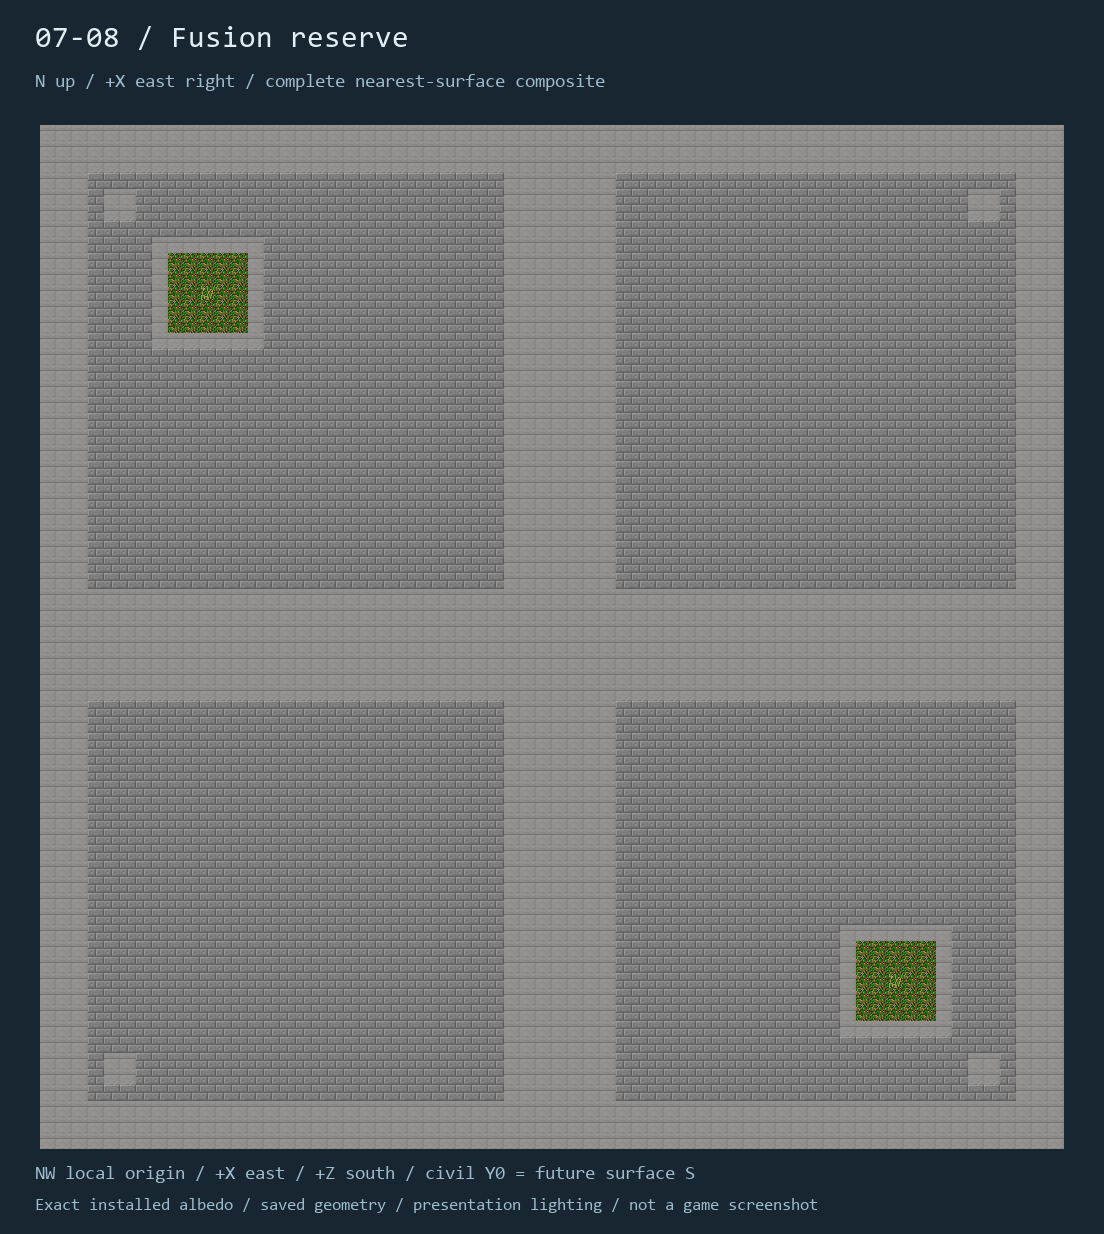 07-08 / Fusion reserve
N up / +X east right / complete nearest-surface composite
NW local origin / +X east / +Z south / civil Y0 = future surface S
Exact installed albedo / saved geometry / presentation lighting / not a game screenshot